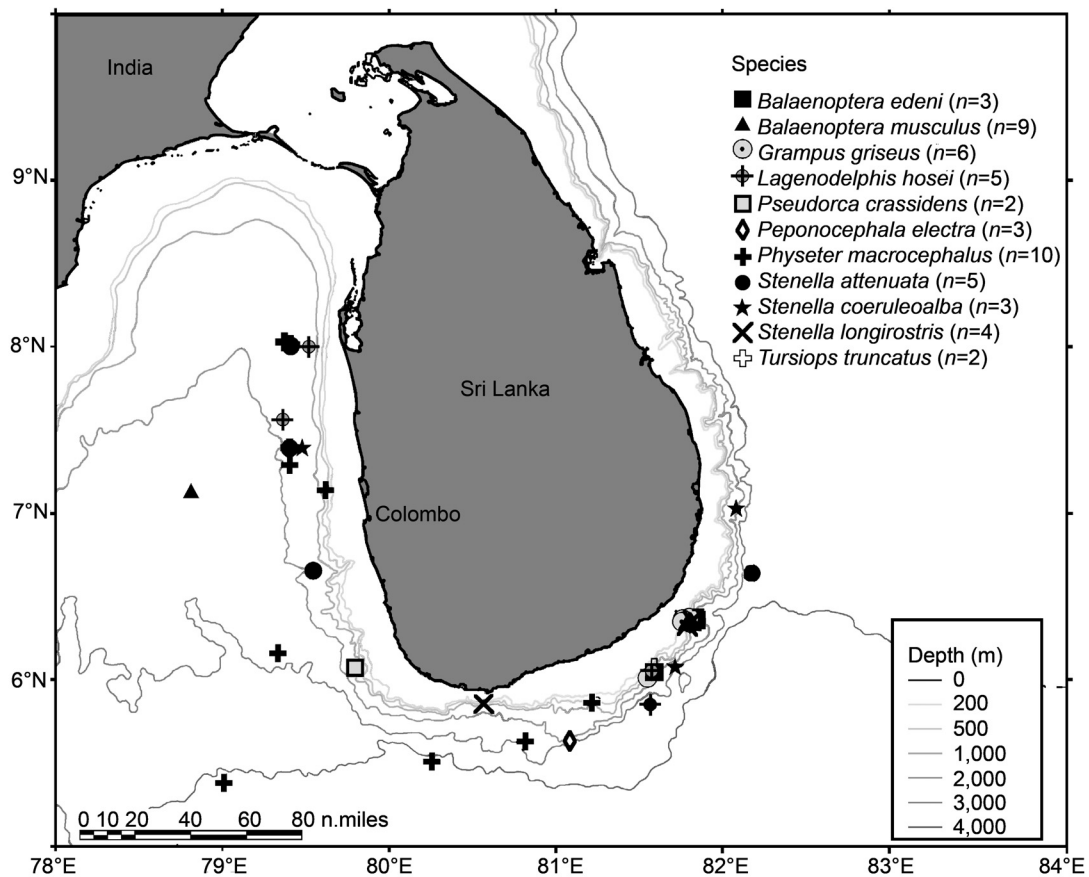 India
Species
Balaenoptera edeni (n=3)
Balaenoptera musculus (n=9)
Grampus griseus (n=6)
Lagenodelphis hosei (n=5)
Pseudorca crassidens (n=2)
Peponocephala electra (n=3)
Physeter macrocephalus (n=10)
Stenella attenuata (n=5)
Stenella coeruleoalba (n=3)
Stenella longirostris (n=4)
Tursiops truncatus (n=2)
9°N
8°N
Sri Lanka
7°N
Colombo
6°N
Depth (m)
0
200
500
1,000
2,000
3,000
4,000
0 10 20 40 60 80 n.miles
78°E 79°E 80°E 81°E 82°E 83°E 84°E